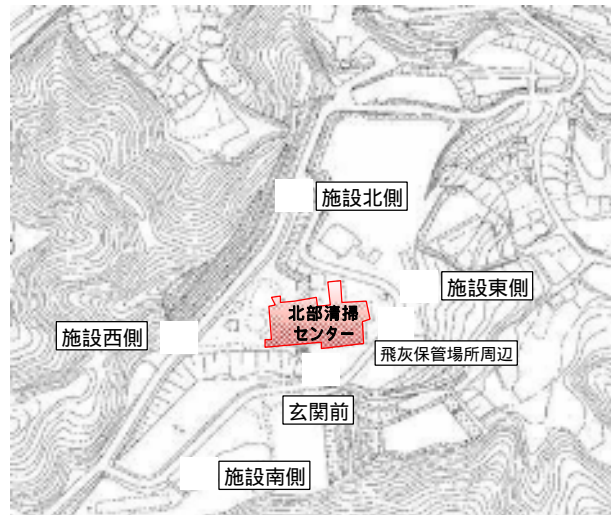 施設北側
施設東側
北部清掃
センター
施設西側
飛灰保管場所周辺
玄関前
施設南側